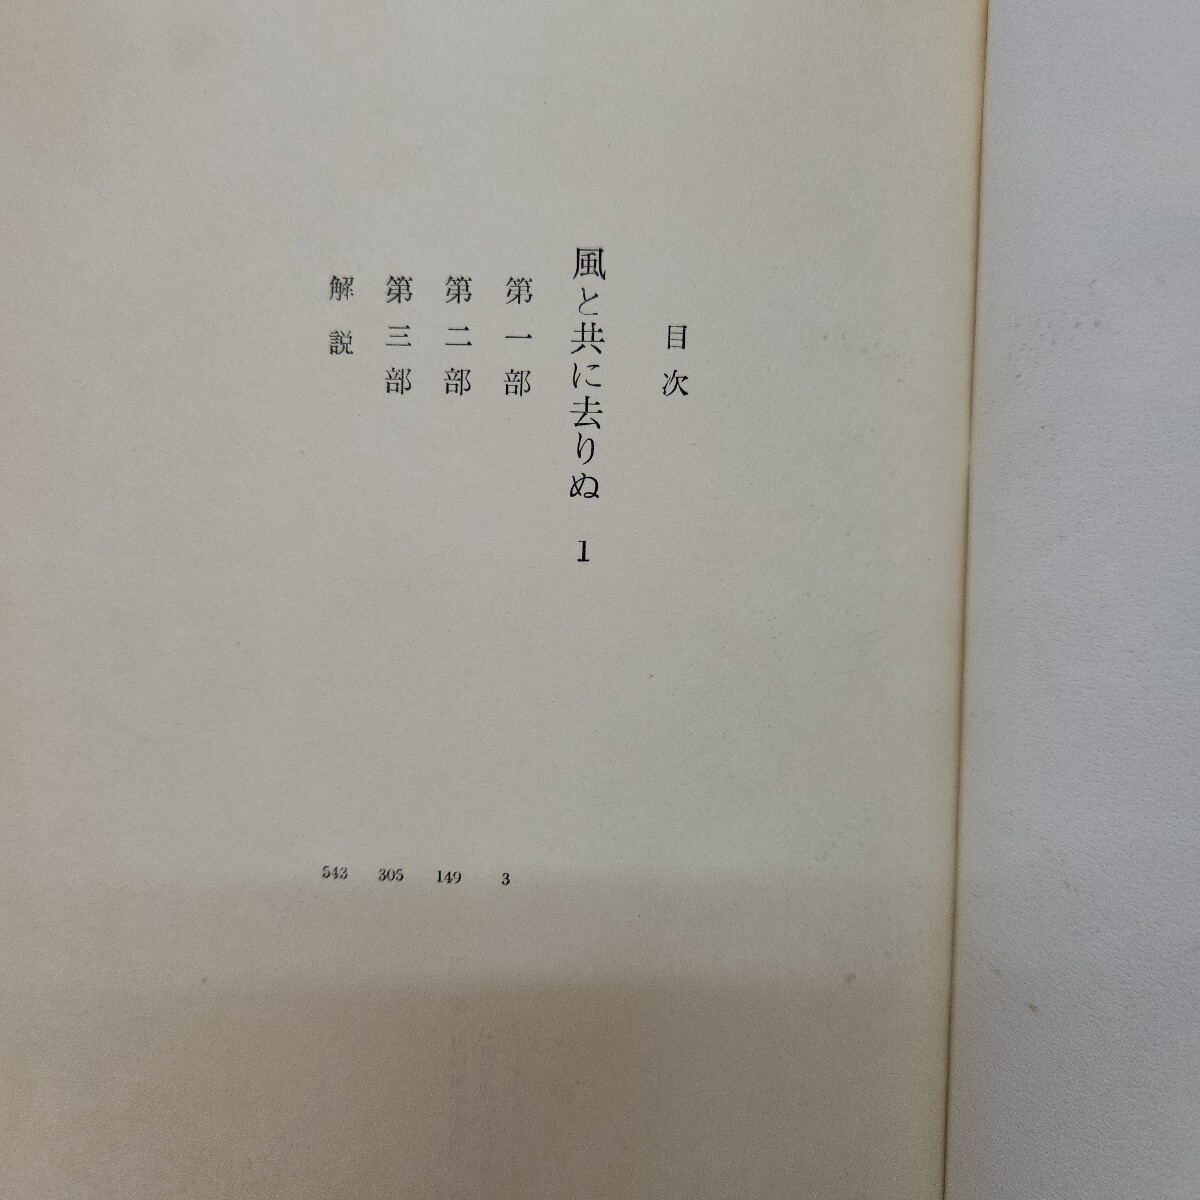 目次
風と共に去りぬ 1
第一部 3
第二部 149
第三部 305
解説 543